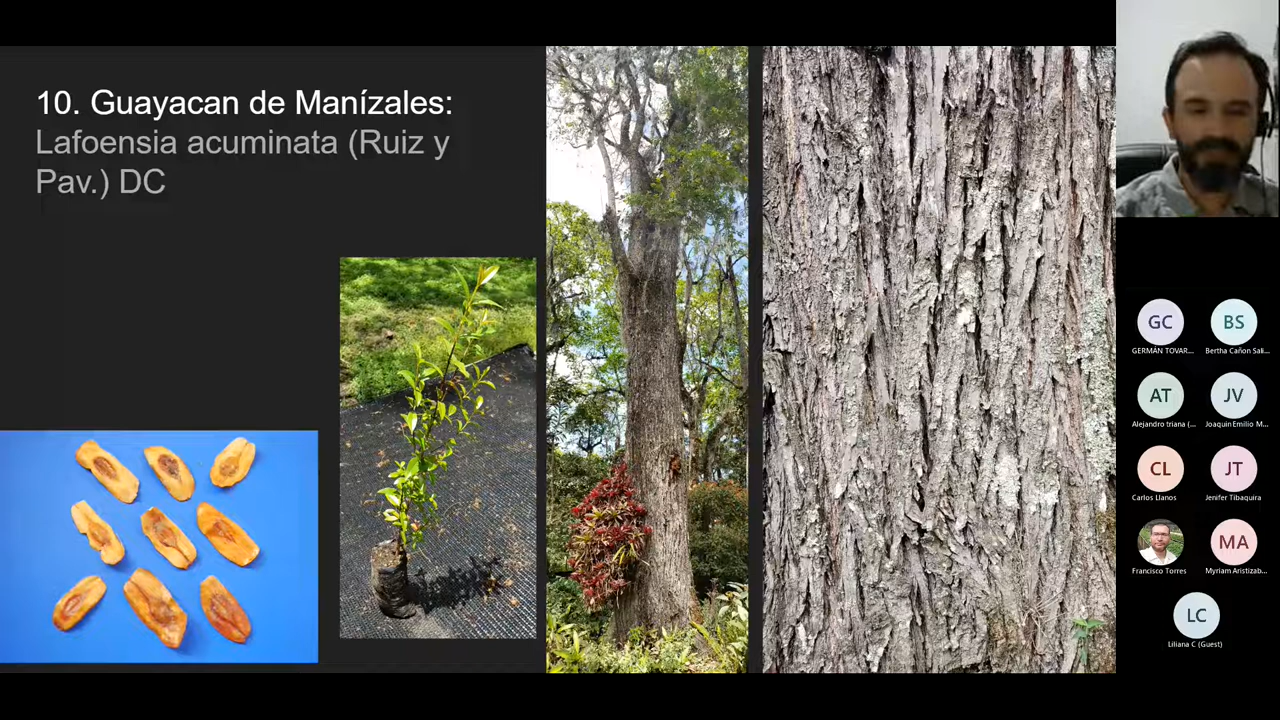 10. Guayacan de Manízales:
Lafoensia acuminata (Ruiz y
Pav.) DC
GC
BS
GERMÁN TOVAR...
Bertha Cañon Sali...
AT
JV
Alejandro triana (...
Joaquin Emilio M...
CL
JT
Carlos Llanos
Jenifer Tibaquira
MA
Francisco Torres
Myriam Aristizab...
LC
Liliana C (Guest)